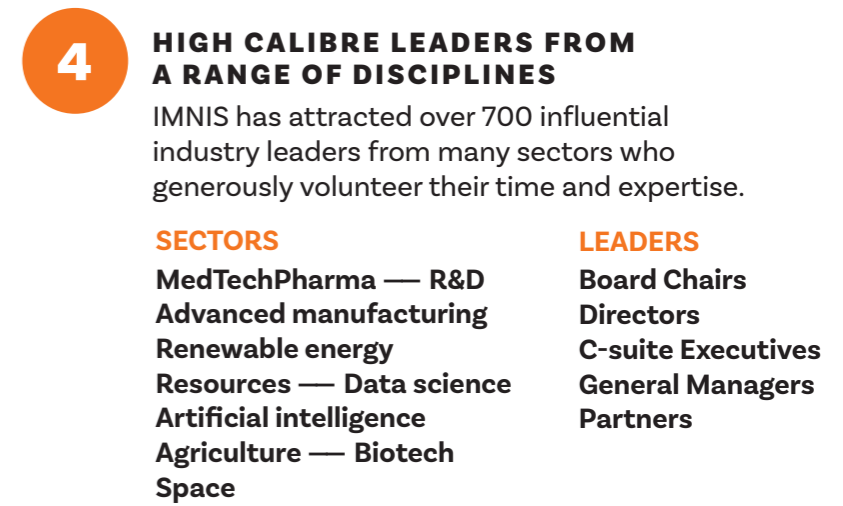 4
HIGH CALIBRE LEADERS FROM
A RANGE OF DISCIPLINES
IMNIS has attracted over 700 influential
industry leaders from many sectors who
generously volunteer their time and expertise.
SECTORS
MedTechPharma — R&D
Advanced manufacturing
Renewable energy
Resources — Data science
Artificial intelligence
Agriculture — Biotech
Space
LEADERS
Board Chairs
Directors
C-suite Executives
General Managers
Partners